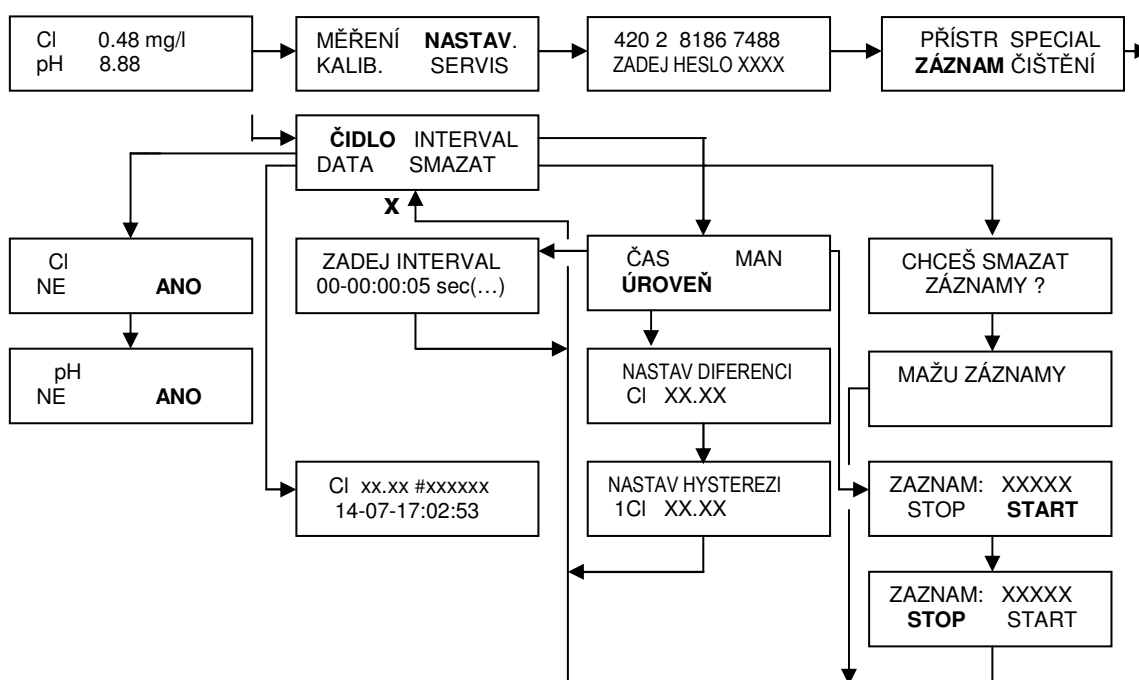 Cl 0.48 mg/l
pH 8.88
MĚŘENÍ NASTAV.
KALIB. SERVIS
420 2 8186 7488
ZADEJ HESLO XXXX
PŘÍSTR SPECIAL
ZÁZNAM ČIŠTĚNÍ
ČIDLO INTERVAL
DATA SMAZAT
X
Cl
NE ANO
ZADEJ INTERVAL
00-00:00:05 sec(...)
ČAS MAN
ÚROVEŇ
CHCEŠ SMAZAT
ZÁZNAMY ?
pH
NE ANO
NASTAV DIFERENCI
Cl XX.XX
MAŽU ZÁZNAMY
Cl xx.xx #xxxxxx
14-07-17:02:53
NASTAV HYSTEREZI
1Cl XX.XX
ZAZNAM: XXXXX
STOP START
ZAZNAM: XXXXX
STOP START